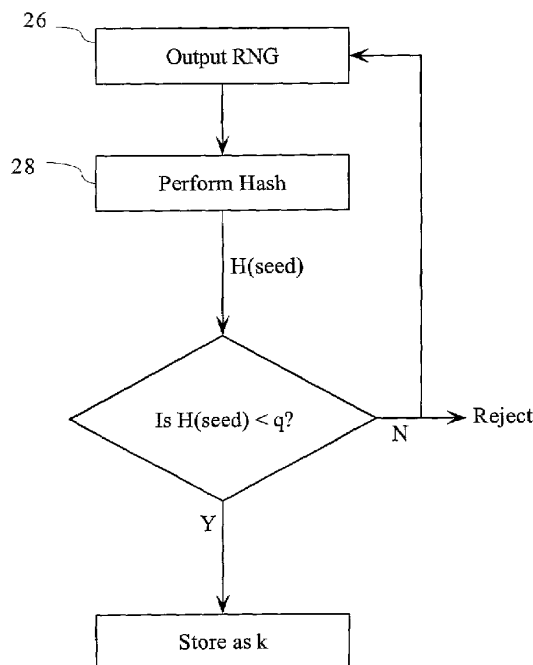 26
Output RNG
28
Perform Hash
H(seed)
Is H(seed) < q?
N
Reject
Y
Store as k